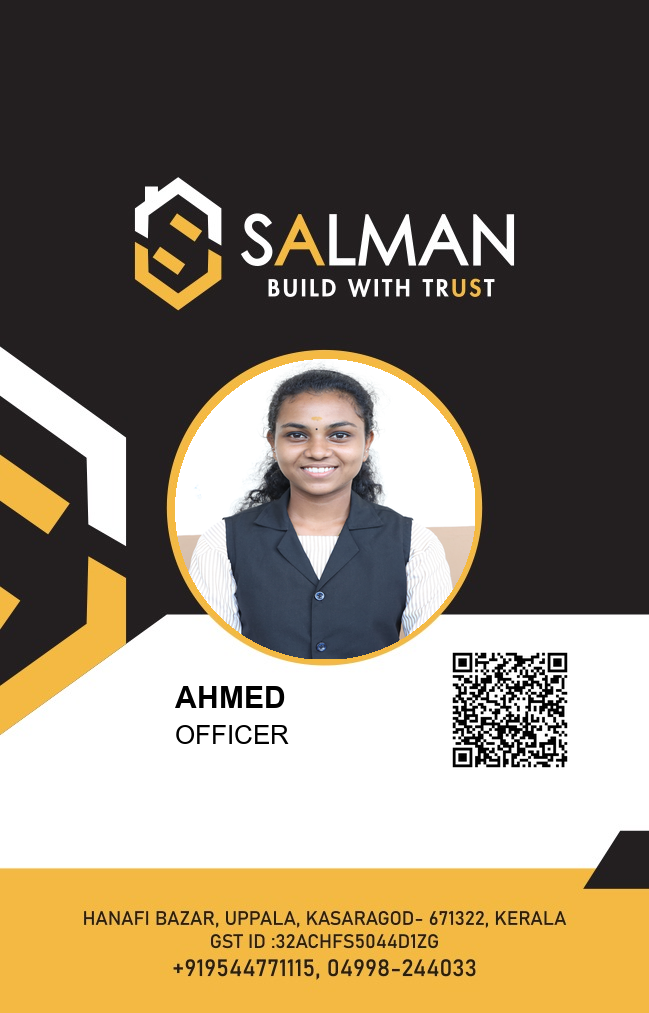 SALMAN
BUILD WITH TRUST
AHMED
OFFICER
HANAFI BAZAR, UPPALA, KASARAGOD- 671322, KERALA
GST ID :32ACHFS5044D1ZG
+919544771115, 04998-244033